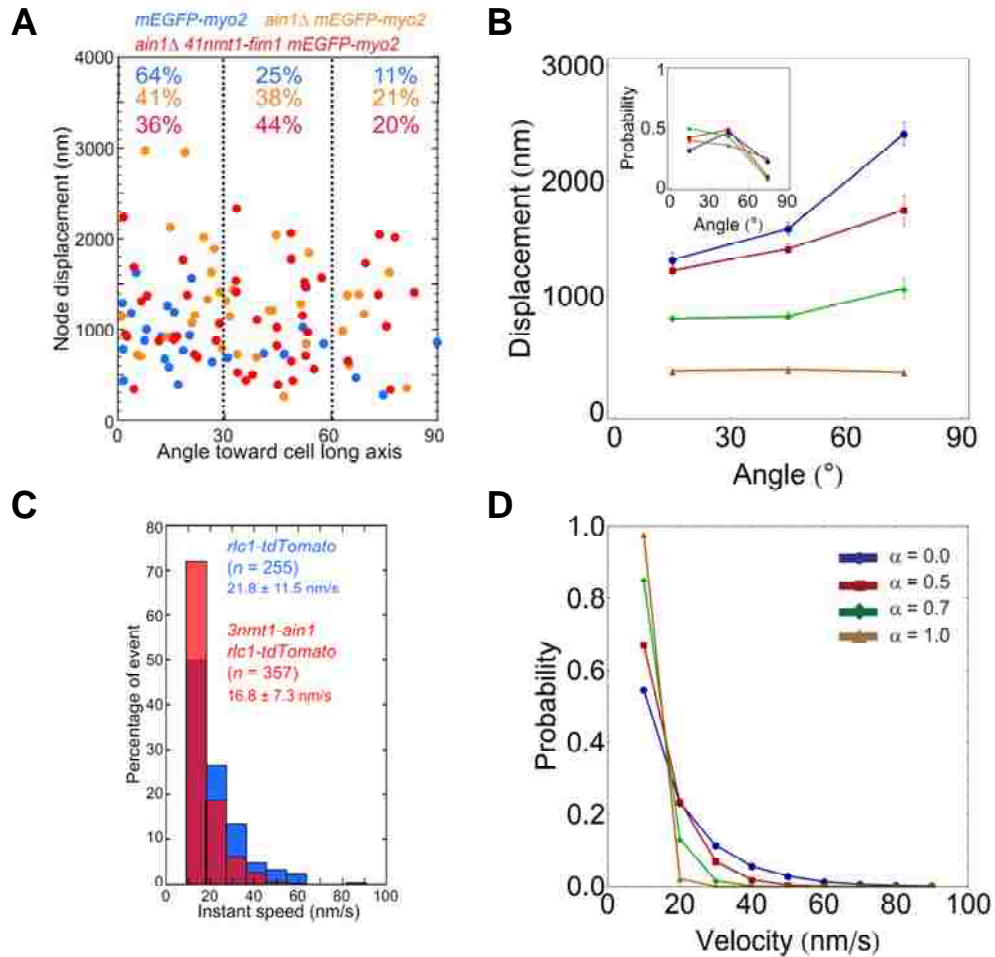 A
mEGFP-myo2 ain1Δ mEGFP-myo2
ain1Δ 41nmt1-fim1 mEGFP-myo2
64% 25% 11%
41% 38% 21%
36% 44% 20%
Node displacement (nm)
4000
3000
2000
1000
0
0 30 60 90
Angle toward cell long axis
B
Displacement (nm)
3000
2000
1000
0
0 30 60 90
Angle (°)
Probability
1
0.5
0
0 30 60 90
Angle (°)
C
Percentage of event
80
70
60
50
40
30
20
10
0
0 20 40 60 80 100
Instant speed (nm/s)
rlc1-tdTomato
(n = 255)
21.8 ± 11.5 nm/s
3nmt1-ain1
rlc1-tdTomato
(n = 357)
16.8 ± 7.3 nm/s
D
Probability
1.0
0.8
0.6
0.4
0.2
0.0
0 20 40 60 80 100
Velocity (nm/s)
α = 0.0
α = 0.5
α = 0.7
α = 1.0